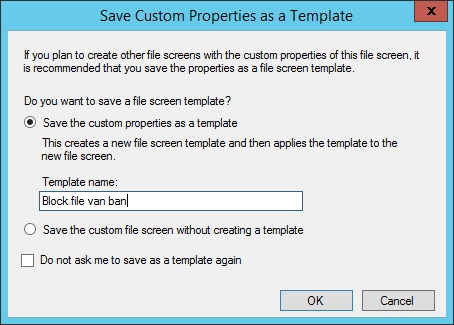 Save Custom Properties as a Template
If you plan to create other file screens with the custom properties of this file screen, it
is recommended that you save the properties as a file screen template.
Do you want to save a file screen template?
Save the custom properties as a template
This creates a new file screen template and then applies the template to the
new file screen.
Template name:
Block file van ban
Save the custom file screen without creating a template
Do not ask me to save as a template again
OK Cancel